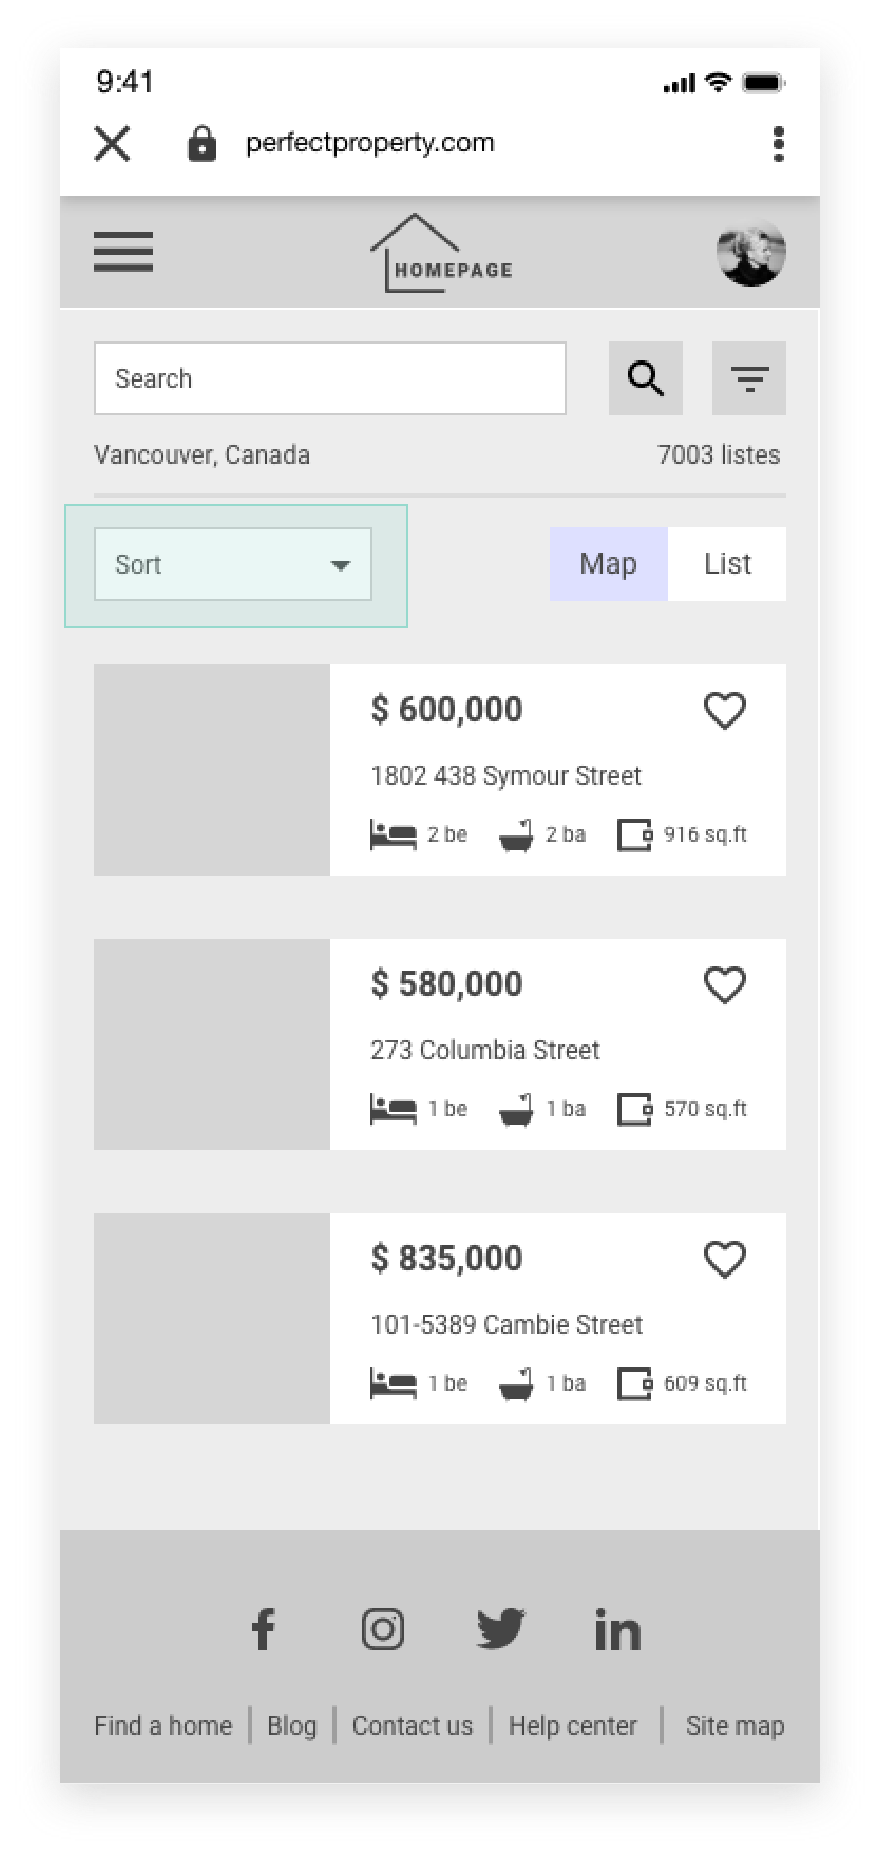 9:41
perfectproperty.com
HOMEPAGE
Search
Vancouver, Canada 7003 listes
Sort Map List
$ 600,000
1802 438 Symour Street
2 be 2 ba 916 sq.ft
$ 580,000
273 Columbia Street
1 be 1 ba 570 sq.ft
$ 835,000
101-5389 Cambie Street
1 be 1 ba 609 sq.ft
Find a home Blog Contact us Help center Site map